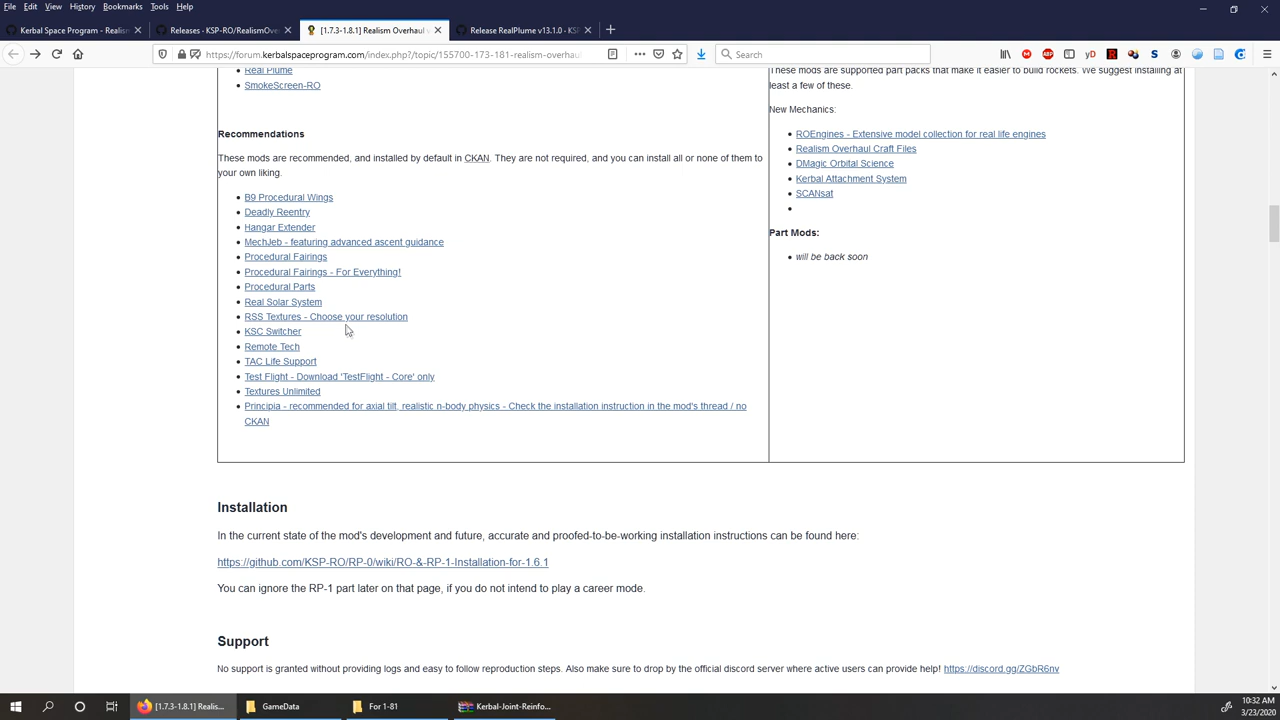 File Edit View History Bookmarks Tools Help
Kerbal Space Program - Realism
Releases - KSP-RO/RealismOve
[1.7.3-1.8.1] Realism Overhaul v
Release RealPlume v13.1.0 · KS
https://forum.kerbalspaceprogram.com/index.php?/topic/155700-173-181-realism-overhau
Search
Real Plume
SmokeScreen-RO
Recommendations
These mods are recommended, and installed by default in CKAN. They are not required, and you can install all or none of them to
your own liking.
B9 Procedural Wings
Deadly Reentry
Hangar Extender
MechJeb - featuring advanced ascent guidance
Procedural Fairings
Procedural Fairings - For Everything!
Procedural Parts
Real Solar System
RSS Textures - Choose your resolution
KSC Switcher
Remote Tech
TAC Life Support
Test Flight - Download 'TestFlight - Core' only
Textures Unlimited
Principia - recommended for axial tilt, realistic n-body physics - Check the installation instruction in the mod's thread / no
CKAN
These mods are supported part packs that make it easier to build rockets. We suggest installing at
least a few of these.
New Mechanics:
ROEngines - Extensive model collection for real life engines
Realism Overhaul Craft Files
DMagic Orbital Science
Kerbal Attachment System
SCANsat
Part Mods:
will be back soon
Installation
In the current state of the mod's development and future, accurate and proofed-to-be-working installation instructions can be found here:
https://github.com/KSP-RO/RP-0/wiki/RO-&-RP-1-Installation-for-1.6.1
You can ignore the RP-1 part later on that page, if you do not intend to play a career mode.
Support
No support is granted without providing logs and easy to follow reproduction steps. Also make sure to drop by the official discord server where active users can provide help! https://discord.gg/ZGbR6nv
[1.7.3-1.8.1] Realis...
GameData
For 1-81
Kerbal-Joint-Reinfo...
10:32 AM
3/23/2020